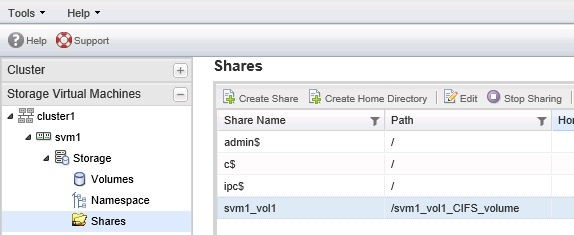 Tools Help
Help Support
Cluster
Storage Virtual Machines
cluster1
svm1
Storage
Volumes
Namespace
Shares
Shares
Create Share Create Home Directory Edit Stop Sharing
Share Name Path Hor
admin$ /
c$ /
ipc$ /
svm1_vol1 /svm1_vol1_CIFS_volume